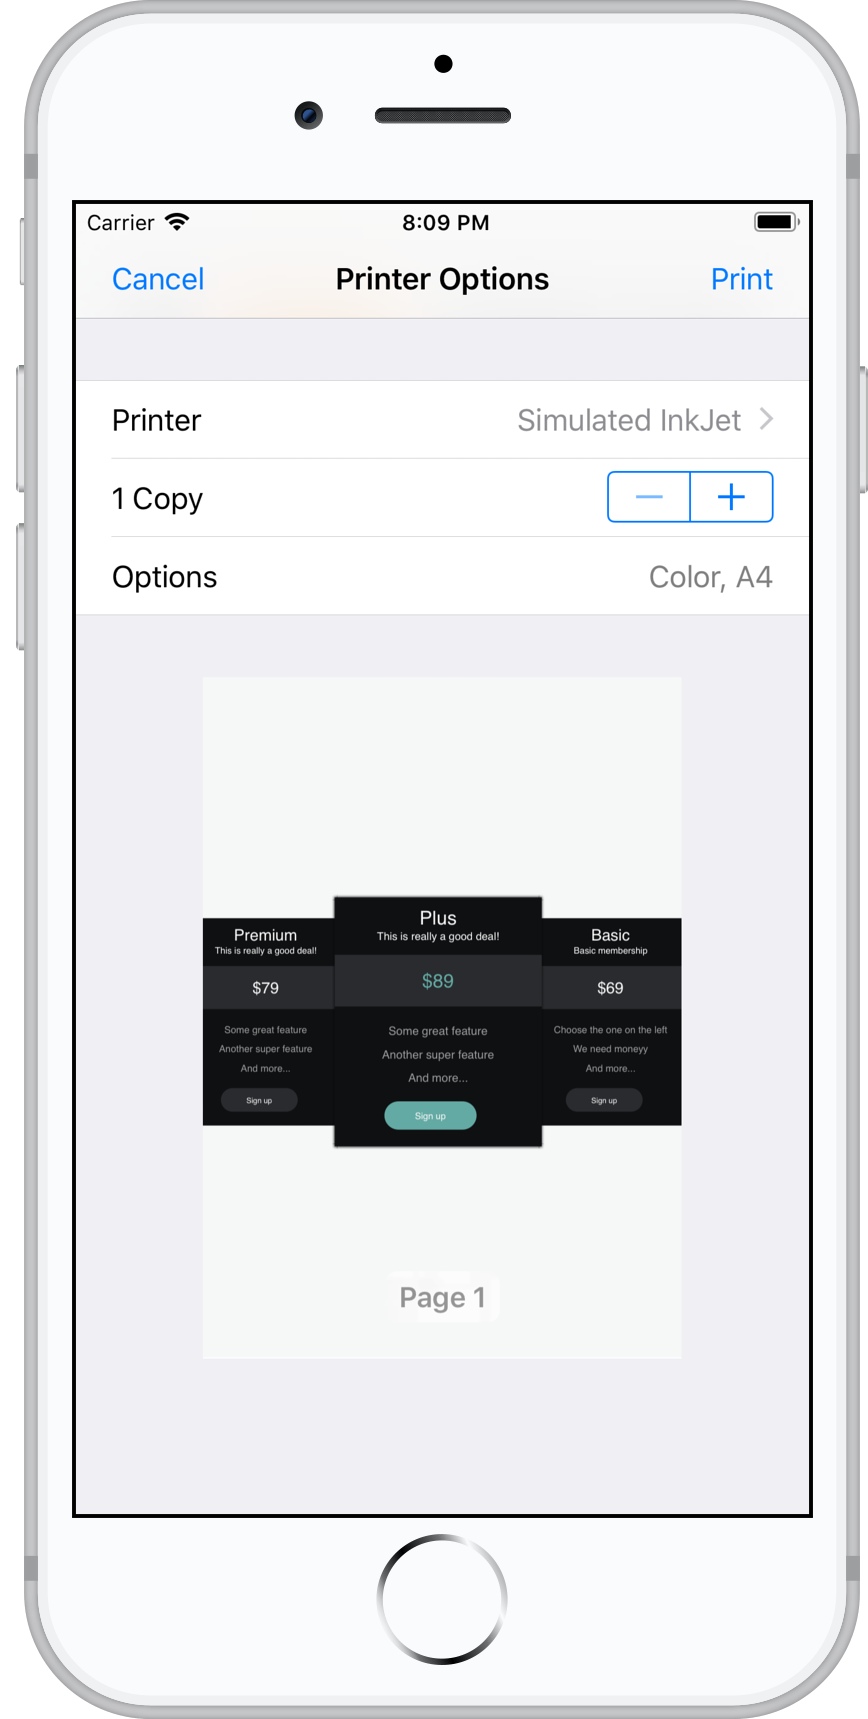 Carrier 8:09 PM
Cancel Printer Options Print
Printer Simulated InkJet
1 Copy
Options Color, A4
Premium
This is really a good deal!
$79
Some great feature
Another super feature
And more...
Sign up
Plus
This is really a good deal!
$89
Some great feature
Another super feature
And more...
Sign up
Basic
Basic membership
$69
Choose the one on the left
We need moneyy
And more...
Sign up
Page 1